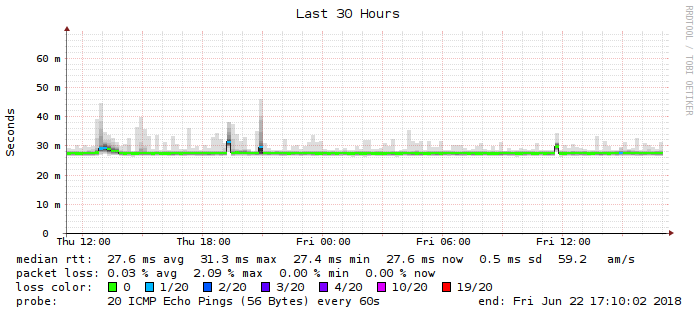 Last 30 Hours
RRDTOOL / TOBI OETIKER
Seconds
60 m
50 m
40 m
30 m
20 m
10 m
0
Thu 12:00 Thu 18:00 Fri 00:00 Fri 06:00 Fri 12:00
median rtt: 27.6 ms avg 31.3 ms max 27.4 ms min 27.6 ms now 0.5 ms sd 59.2 am/s
packet loss: 0.03 % avg 2.09 % max 0.00 % min 0.00 % now
loss color: 0 1/20 2/20 3/20 4/20 10/20 19/20
probe: 20 ICMP Echo Pings (56 Bytes) every 60s end: Fri Jun 22 17:10:02 2018